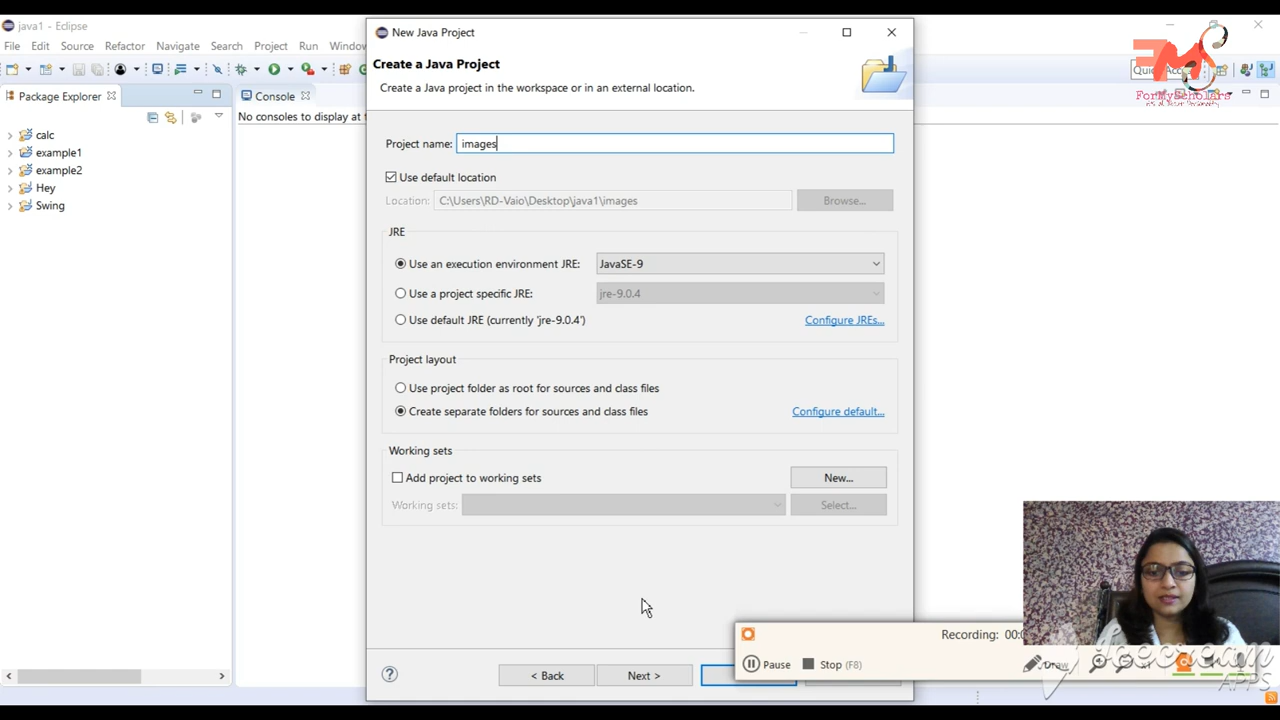 java1 - Eclipse
File Edit Source Refactor Navigate Search Project Run Window
Package Explorer
calc
example1
example2
Hey
Swing
Console
No consoles to display at
New Java Project
Create a Java Project
Create a Java project in the workspace or in an external location.
Project name: images
Use default location
Location: C:\Users\RD-Vaio\Desktop\java1\images Browse...
JRE
Use an execution environment JRE: JavaSE-9
Use a project specific JRE: jre-9.0.4
Use default JRE (currently 'jre-9.0.4') Configure JREs...
Project layout
Use project folder as root for sources and class files
Create separate folders for sources and class files Configure default...
Working sets
Add project to working sets New...
Working sets: Select...
< Back Next >
FMS
ForMyScholars
Recording:
Pause Stop (F8) Draw
APPS